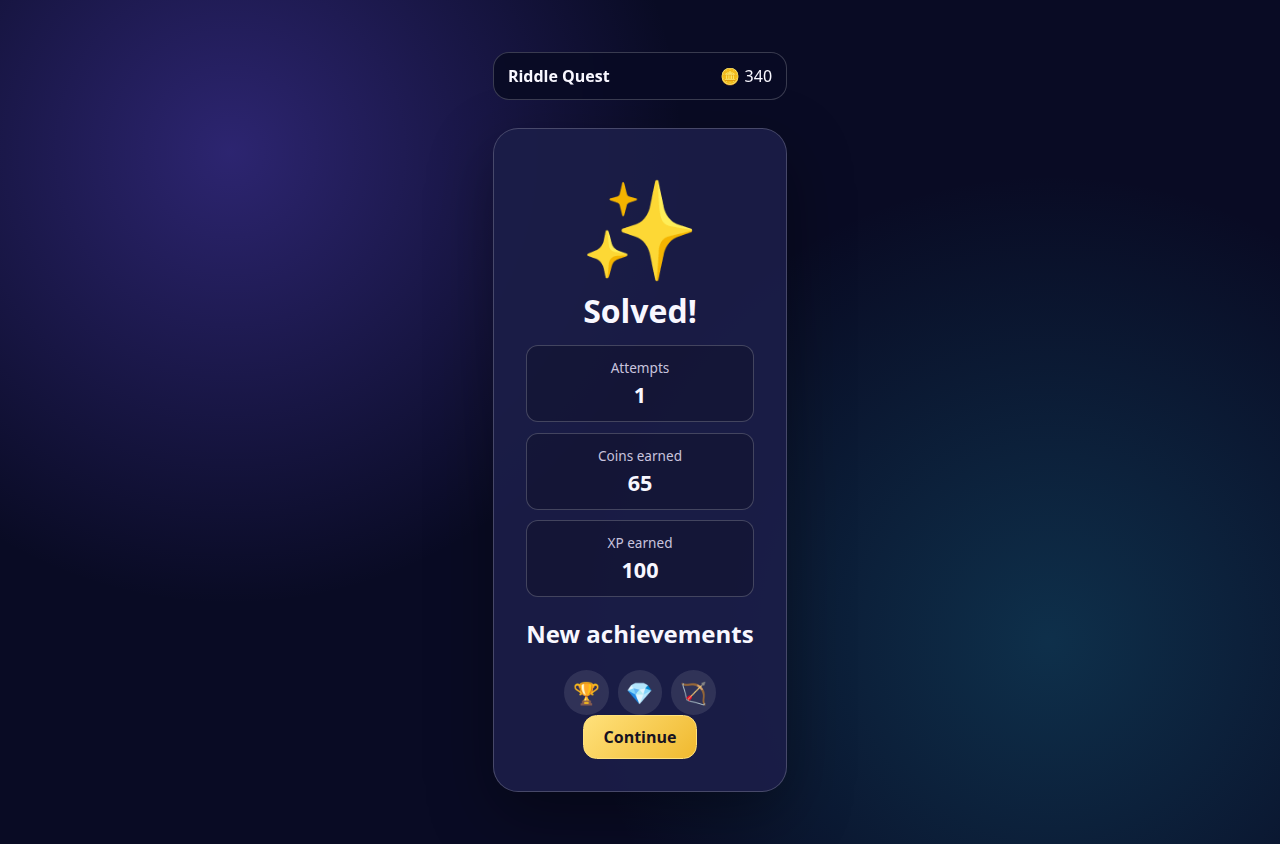 Riddle Quest
340
Solved!
Attempts
1
Coins earned
65
XP earned
100
New achievements
Continue